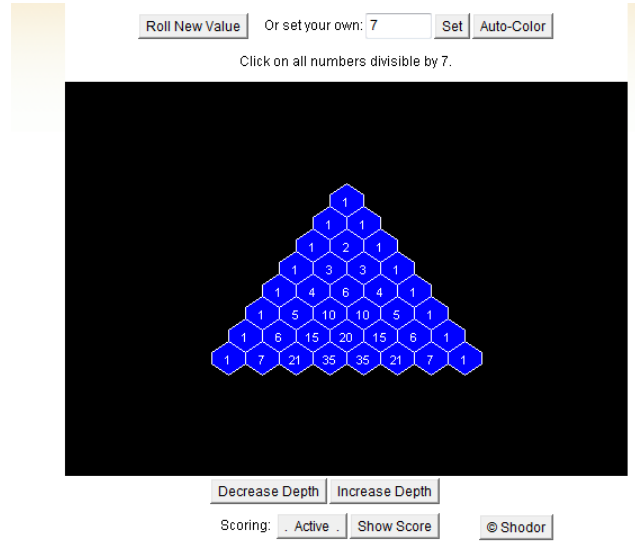 Roll New Value Or set your own: 7 Set Auto-Color
Click on all numbers divisible by 7.
1
1 1
1 2 1
1 3 3 1
1 4 6 4 1
1 5 10 10 5 1
1 6 15 20 15 6 1
1 7 21 35 35 21 7 1
Decrease Depth Increase Depth
Scoring: . Active . Show Score © Shodor